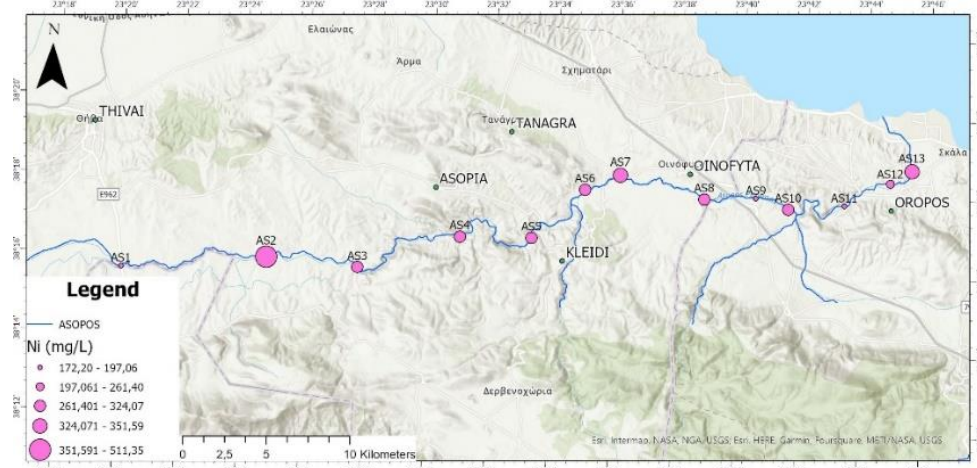 23°18' 23°20' 23°22' 23°24' 23°26' 23°28' 23°30' 23°32' 23°34' 23°36' 23°38' 23°40' 23°42' 23°44' 23°46'
N
Ελαιώνας
Άρμα
Σχηματάρι
38°20'
THIVAI
Θήβα
TANAGRA
Τανάγρ
Σκάλα
38°18'
E962
ASOPIA
Οινόφυ
OINOFYTA
AS6
AS7
AS8
AS9
AS10
AS11
AS12
AS13
OROPOS
38°16'
AS1
AS2
AS3
AS4
AS5
KLEIDI
Legend
ASOPOS
Ni (mg/L)
172,20 - 197,06
197,061 - 261,40
261,401 - 324,07
324,071 - 351,59
351,591 - 511,35
38°14'
38°12'
Δερβενοχώρια
0 2,5 5 10 Kilometers
Esri, Intermap, NASA, NGA, USGS; Esri, HERE, Garmin, Foursquare, METI/NASA, USGS